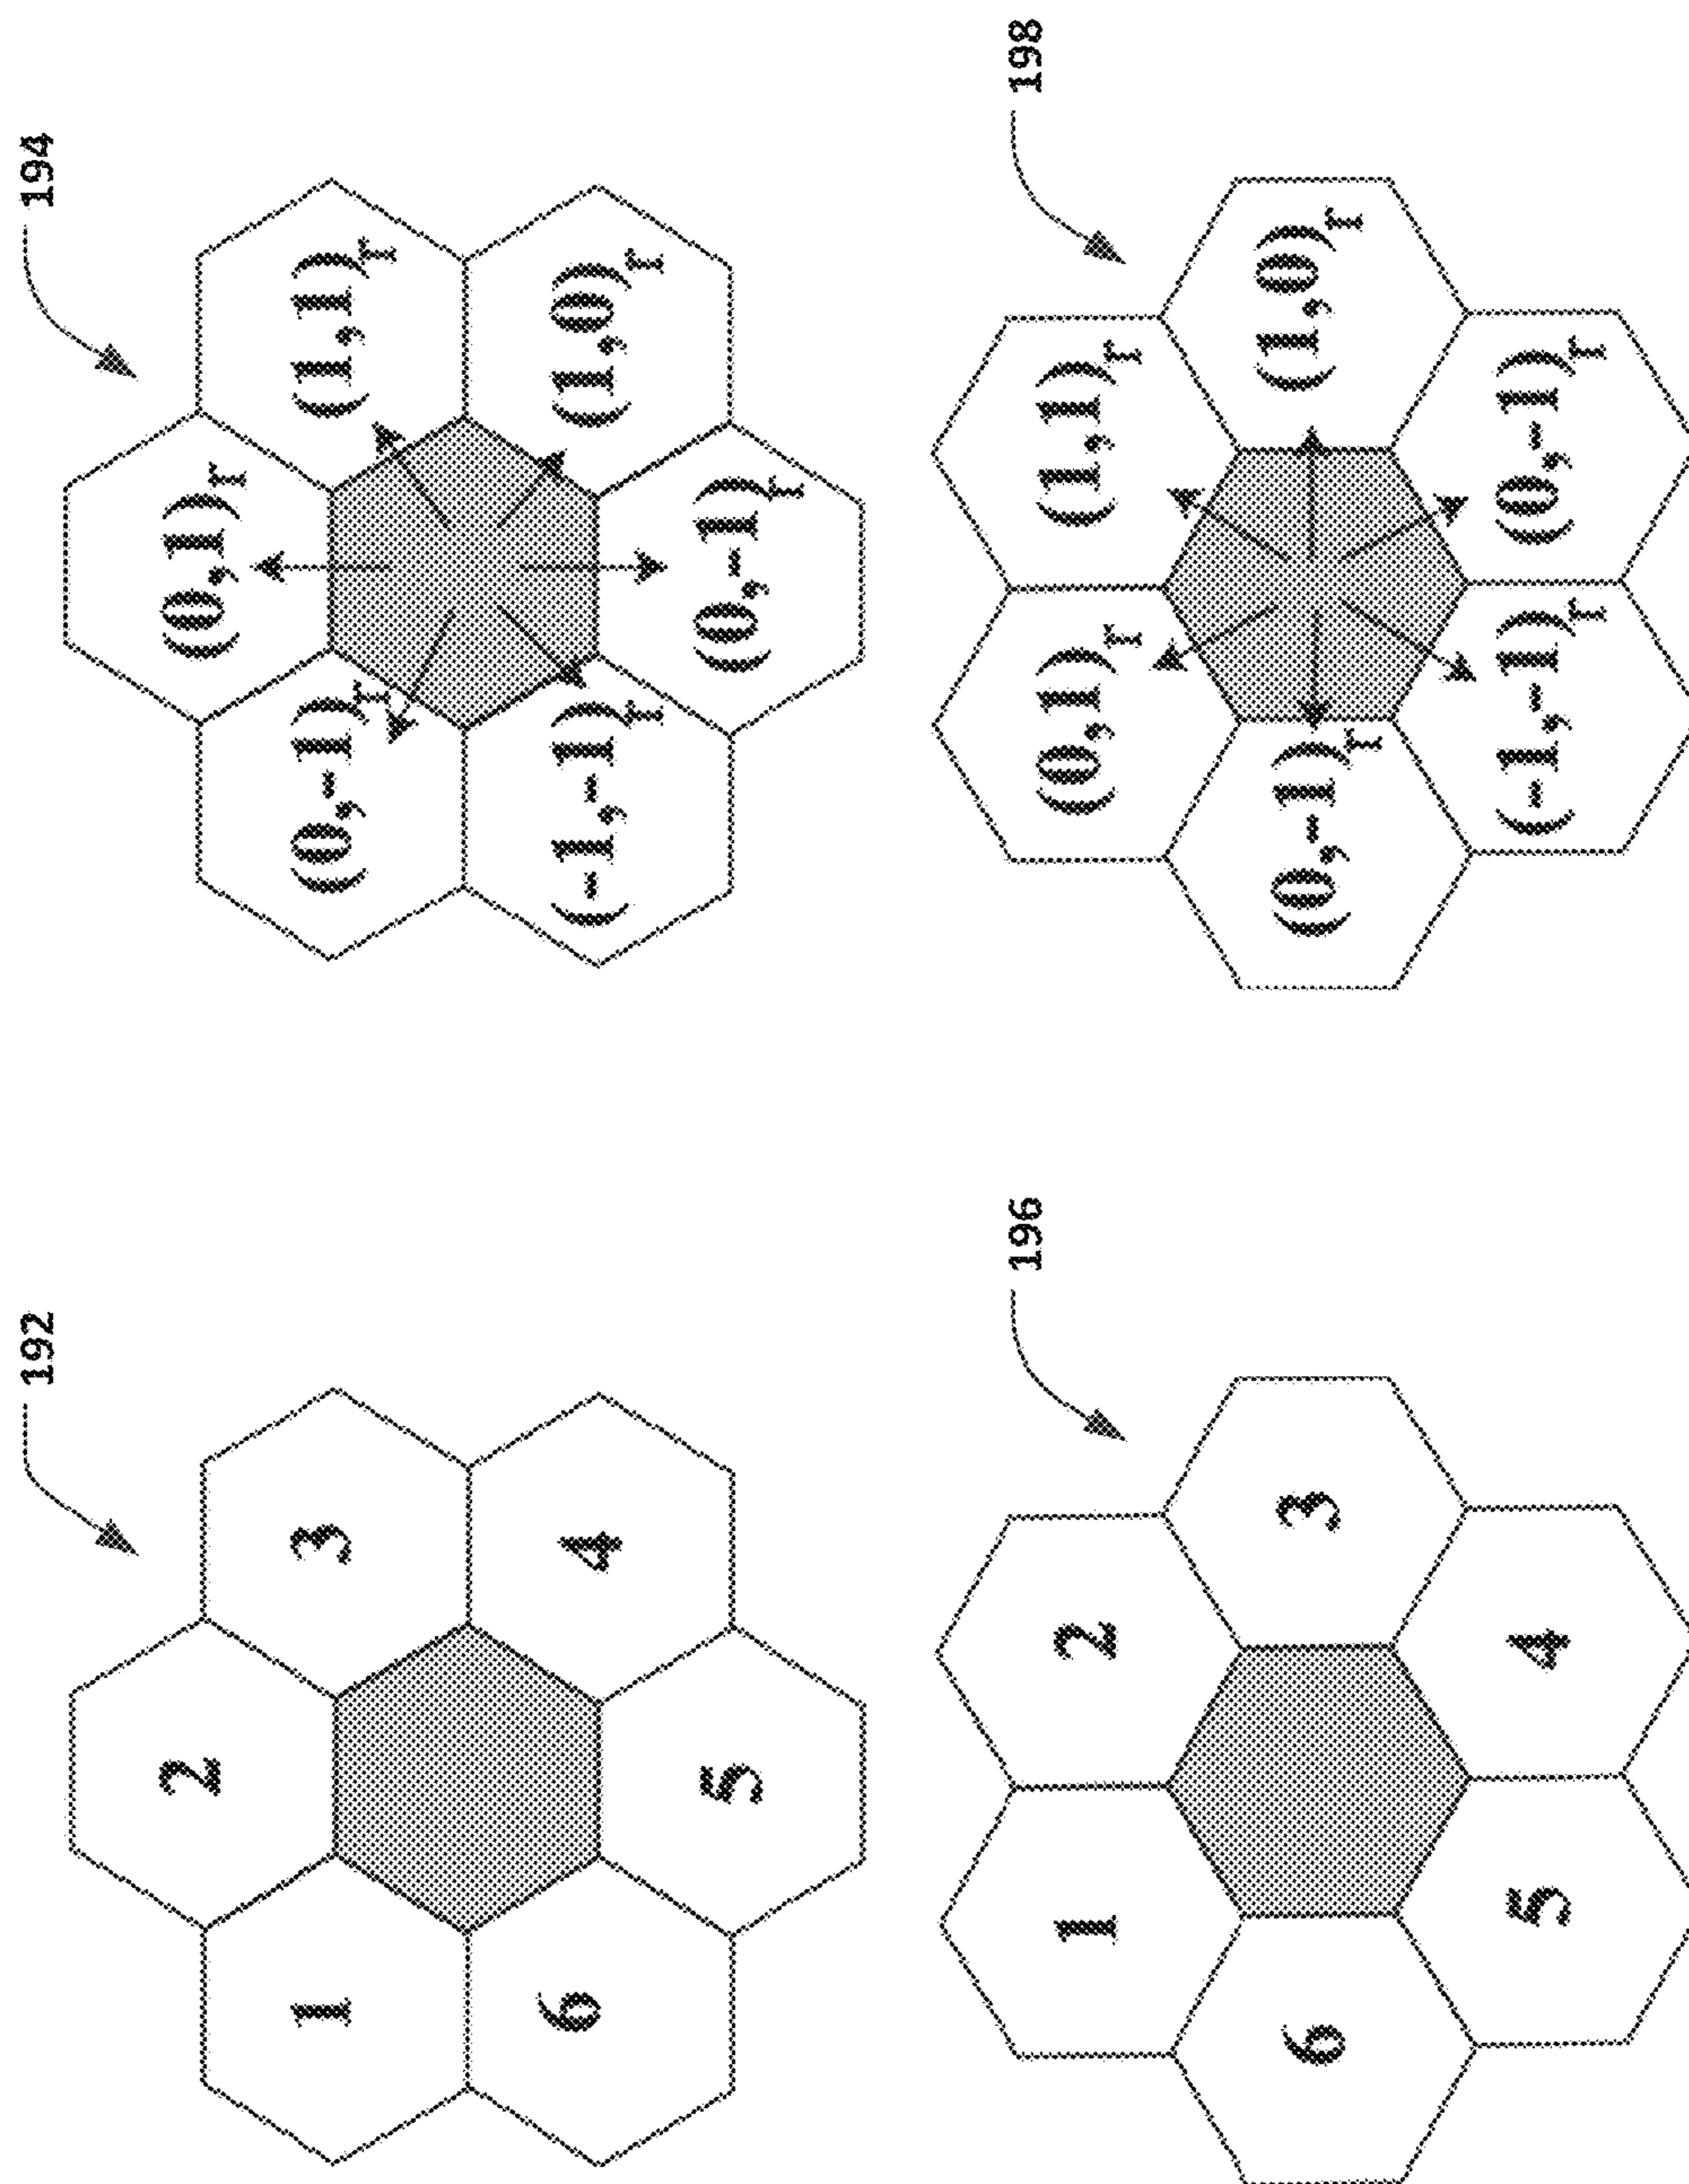 192
2
1 3
6 4
5
194
(0,1)r
(0,-1)r (1,1)r
(-1,-1)r (1,0)r
(0,-1)r
196
1 2
6 3
5 4
198
(0,1)r (1,1)r
(0,-1)r (1,0)r
(-1,-1)r (0,-1)r